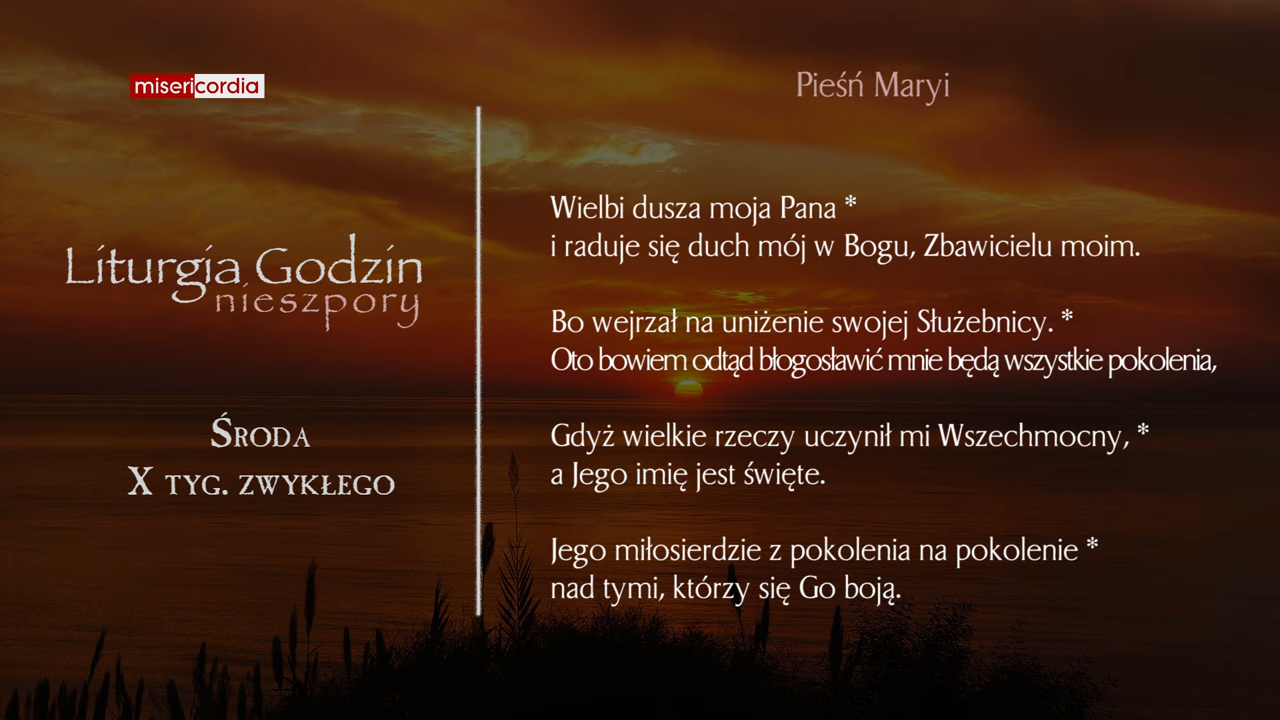 misericordia
Liturgia Godzin
nieszpory
Środa
X tyg. zwykłego
Pieśń Maryi
Wielbi dusza moja Pana *
i raduje się duch mój w Bogu, Zbawicielu moim.
Bo wejrzał na uniżenie swojej Służebnicy. *
Oto bowiem odtąd błogosławić mnie będą wszystkie pokolenia,
Gdyż wielkie rzeczy uczynił mi Wszechmocny, *
a Jego imię jest święte.
Jego miłosierdzie z pokolenia na pokolenie *
nad tymi, którzy się Go boją.